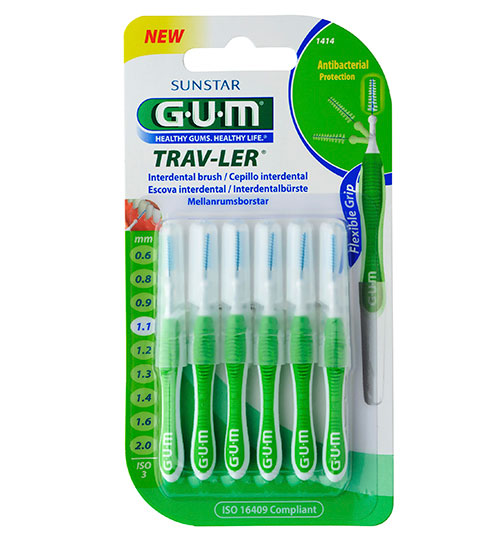 NEW
1414
SUNSTAR
G·U·M®
HEALTHY GUMS. HEALTHY LIFE.®
TRAV-LER®
Interdental brush / Cepillo interdental
Escova interdental / Interdentalbürste
Mellanrumsborstar
Antibacterial
Protection
Flexible Grip
G·U·M
mm
0.6
0.8
0.9
1.1
1.2
1.3
1.4
1.6
2.0
ISO
3
G·U·M
G·U·M
G·U·M
G·U·M
G·U·M
G·U·M
ISO 16409 Compliant